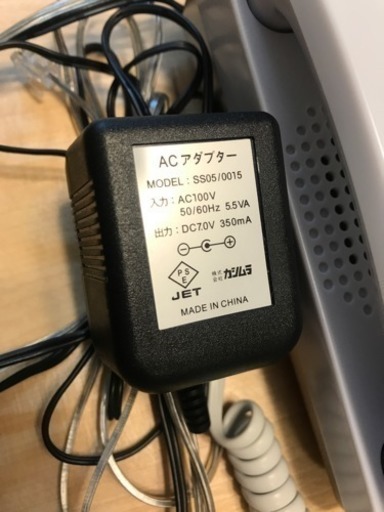 ACアダプター
MODEL: SS05/0015
入力: AC100V
50/60Hz 5.5VA
出力: DC7.0V 350mA
PSE
JET
株式会社 カシムラ
MADE IN CHINA